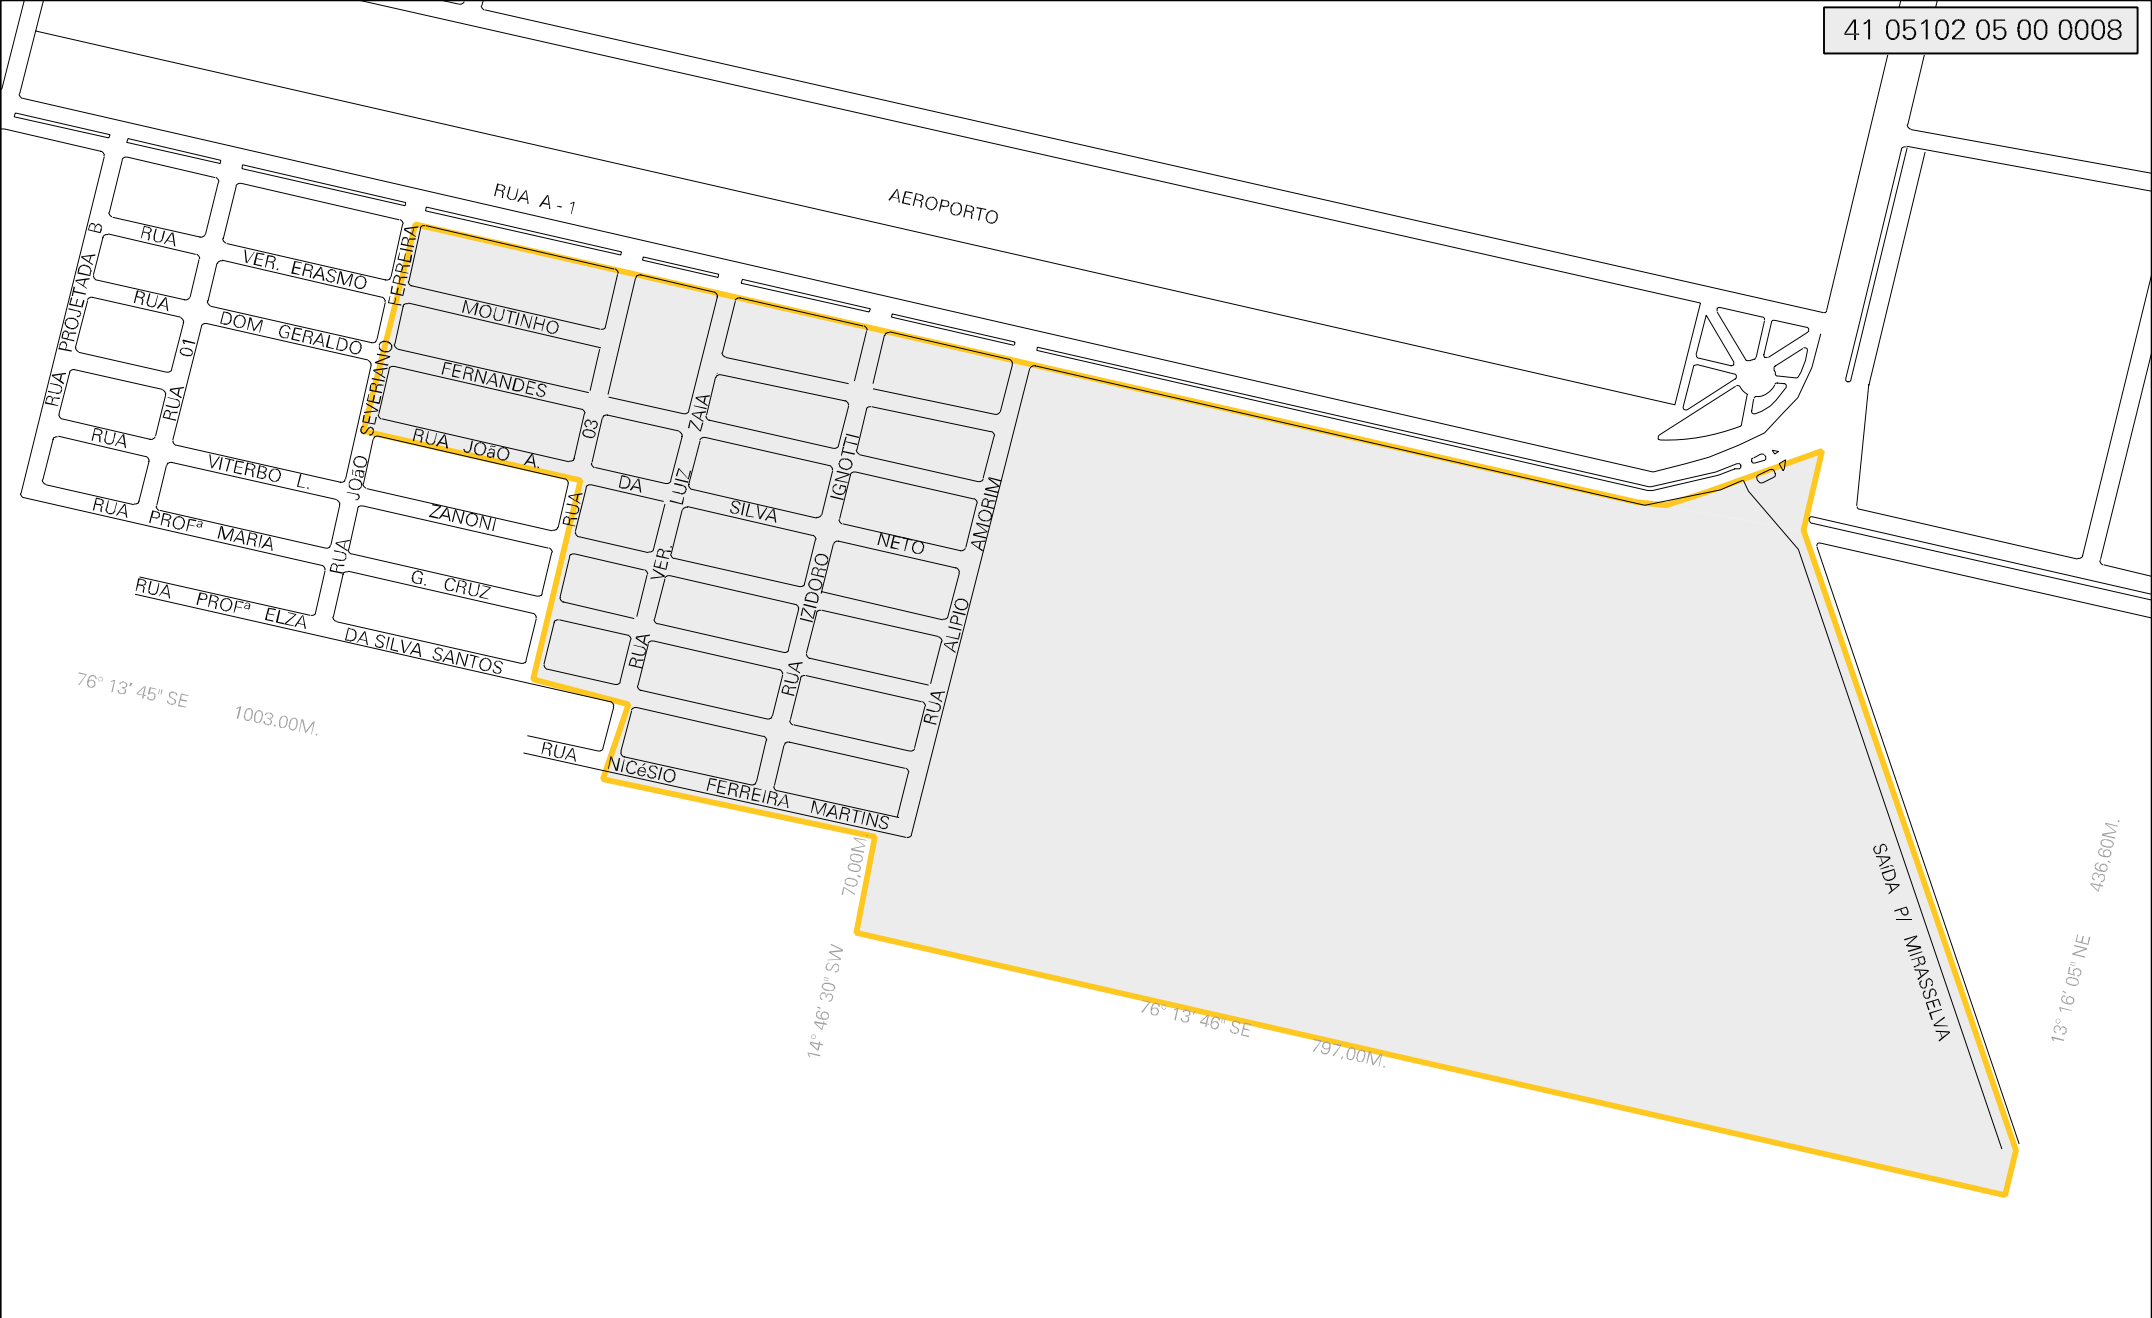 41 05102 05 00 0008
RUA A - 1
AEROPORTO
RUA PROJETADA B
RUA 01
RUA VER. ERASMO MOUTINHO
RUA DOM GERALDO FERNANDES
RUA JOãO SEVERIANO FERREIRA
RUA VITERBO L. ZANONI
RUA JOãO A. DA SILVA NETO
RUA PROFª MARIA G. CRUZ
RUA PROFª ELZA DA SILVA SANTOS
RUA 03
RUA VER. LUIZ ZAIA
RUA IZIDORO IGNOTTI
RUA ALIPIO AMORIM
RUA NICéSIO FERREIRA MARTINS
76° 13' 45" SE 1003.00M.
70,00M
14° 46' 30" SW
76° 13' 46" SE 797.00M.
SAíDA P/ MIRASSELVA
13° 16' 05" NE 436,60M.